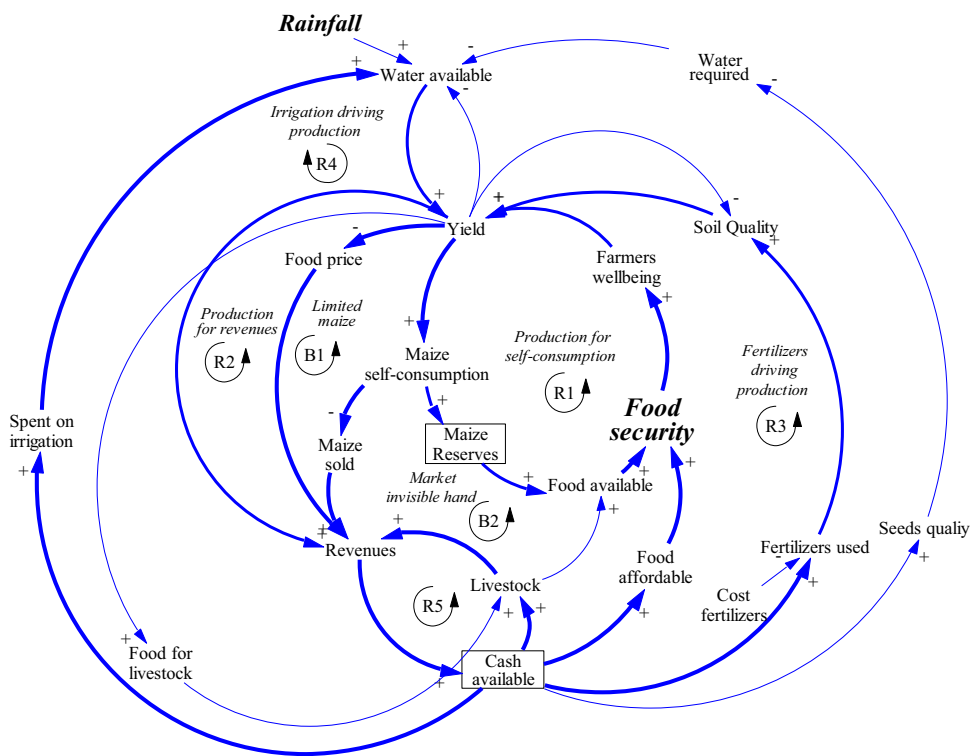 Rainfall
+
-
-
+
+
Water available
-
Water
required
-
Irrigation driving
production
R4
+
+
-
Yield
-
Soil Quality
+
Food price
Farmers
wellbeing
+
Production
for revenues
Limited
maize
R2
B1
+
Production for
self-consumption
R1
Fertilizers
driving
production
R3
Maize
self-consumption
+
-
Spent on
irrigation
+
Maize
sold
Maize
Reserves
Food
security
+
+
+
Market
invisible hand
B2
+
Food available
+
+
+
+
Revenues
Seeds qualiy
+
Fertilizers used
-
+
Food
affordable
+
Livestock
+
+
R5
Cost
fertilizers
+
Food for
livestock
+
Cash
available